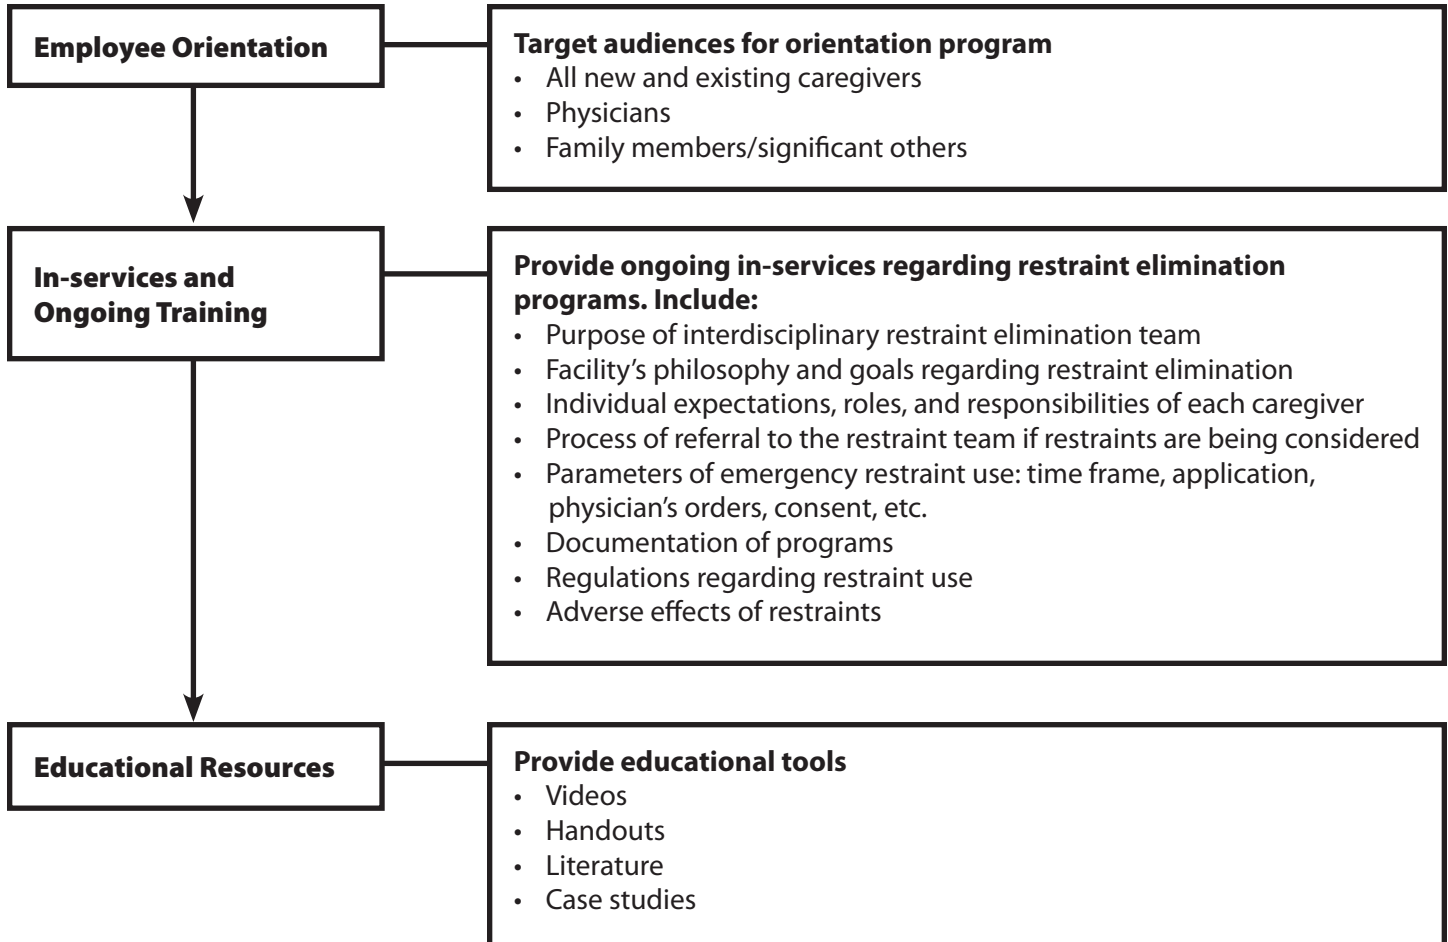 Employee Orientation
Target audiences for orientation program
• All new and existing caregivers
• Physicians
• Family members/significant others
In-services and
Ongoing Training
Provide ongoing in-services regarding restraint elimination
programs. Include:
• Purpose of interdisciplinary restraint elimination team
• Facility’s philosophy and goals regarding restraint elimination
• Individual expectations, roles, and responsibilities of each caregiver
• Process of referral to the restraint team if restraints are being considered
• Parameters of emergency restraint use: time frame, application,
physician’s orders, consent, etc.
• Documentation of programs
• Regulations regarding restraint use
• Adverse effects of restraints
Educational Resources
Provide educational tools
• Videos
• Handouts
• Literature
• Case studies